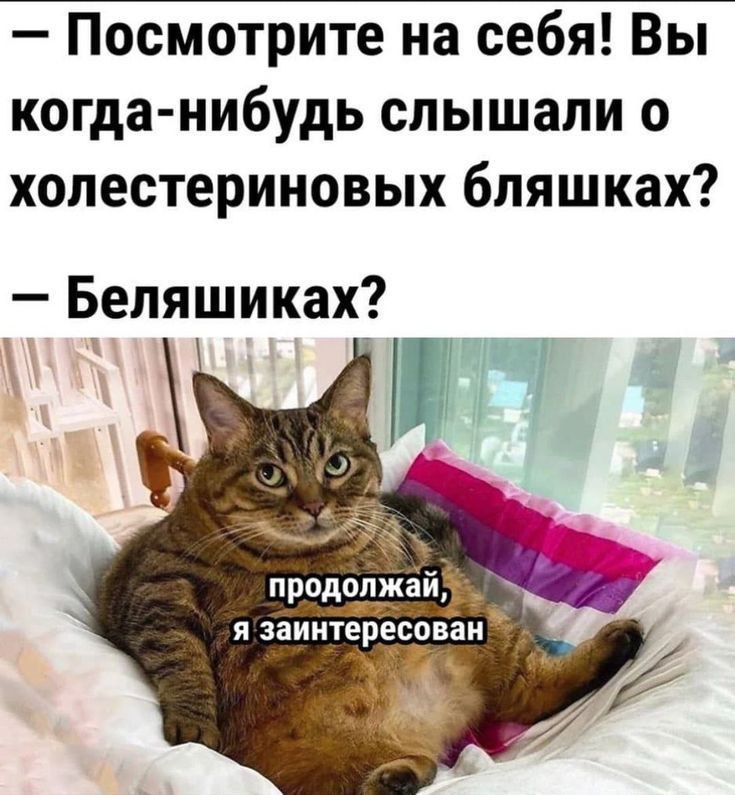 – Посмотрите на себя! Вы
когда-нибудь слышали о
холестериновых бляшках?
– Беляшиках?
продолжай,
я заинтересован